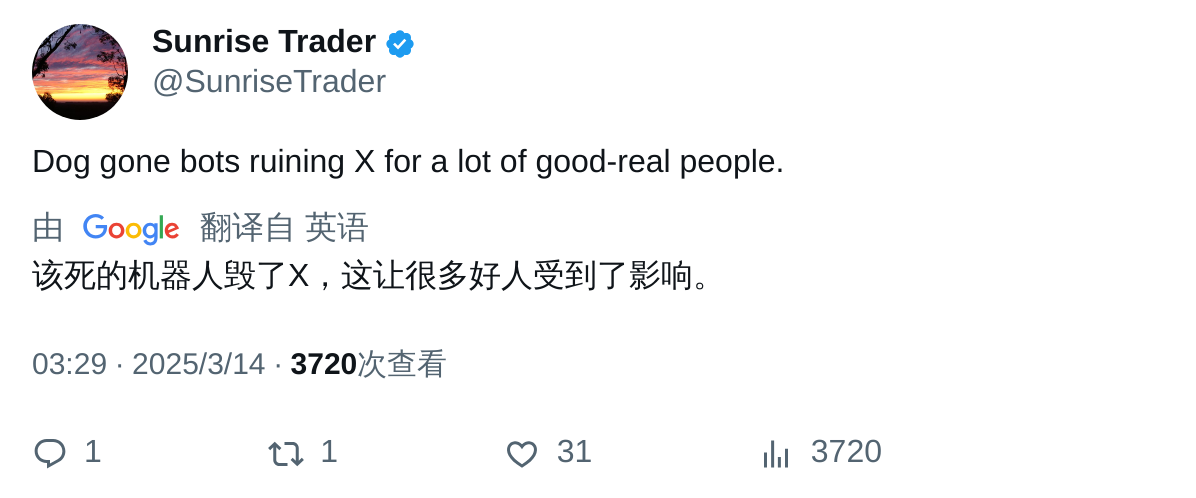 Sunrise Trader
@SunriseTrader
Dog gone bots ruining X for a lot of good-real people.
由 Google 翻译自 英语
该死的机器人毁了X，这让很多好人受到了影响。
03:29 · 2025/3/14 · 3720次查看
1 1 31 3720